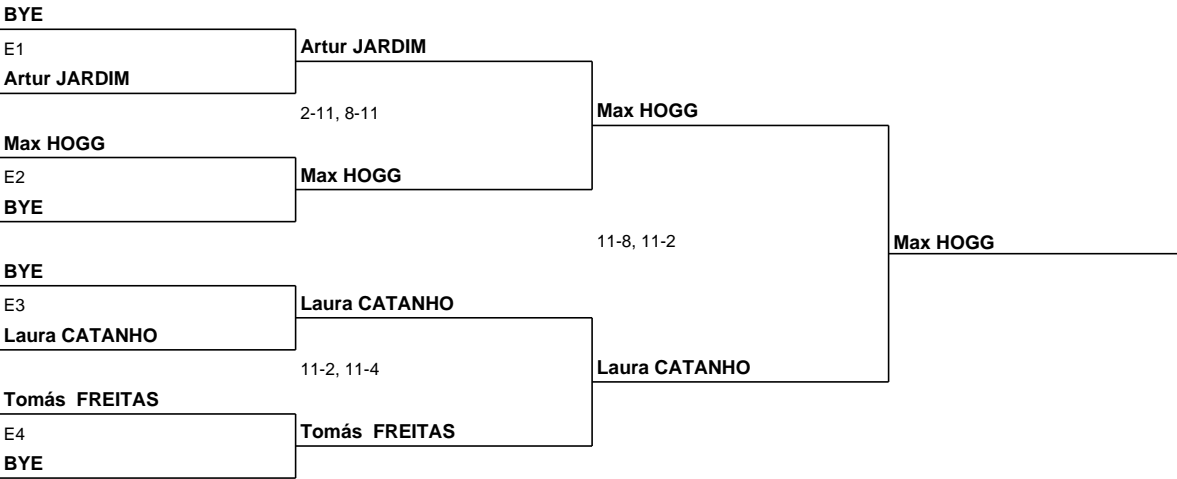 BYE
E1
Artur JARDIM
Artur JARDIM
2-11, 8-11
Max HOGG
Max HOGG
E2
Max HOGG
BYE
11-8, 11-2
Max HOGG
BYE
E3
Laura CATANHO
Laura CATANHO
11-2, 11-4
Laura CATANHO
Tomás  FREITAS
E4
Tomás  FREITAS
BYE